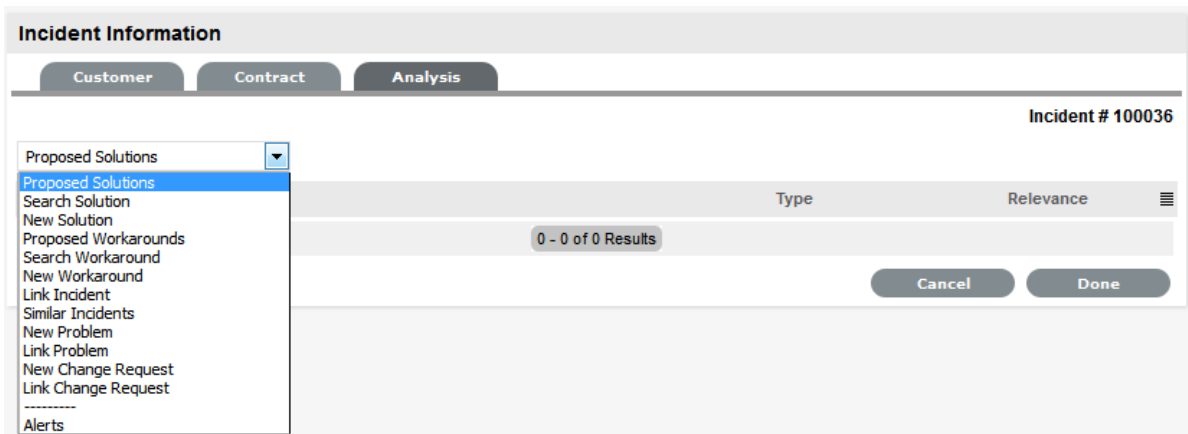 Incident Information
Customer Contract Analysis
Incident # 100036
Proposed Solutions
Proposed Solutions
Search Solution
Type Relevance
New Solution
Proposed Workarounds
0 - 0 of 0 Results
Search Workaround
New Workaround
Cancel Done
Link Incident
Similar Incidents
New Problem
Link Problem
New Change Request
Link Change Request
---------
Alerts